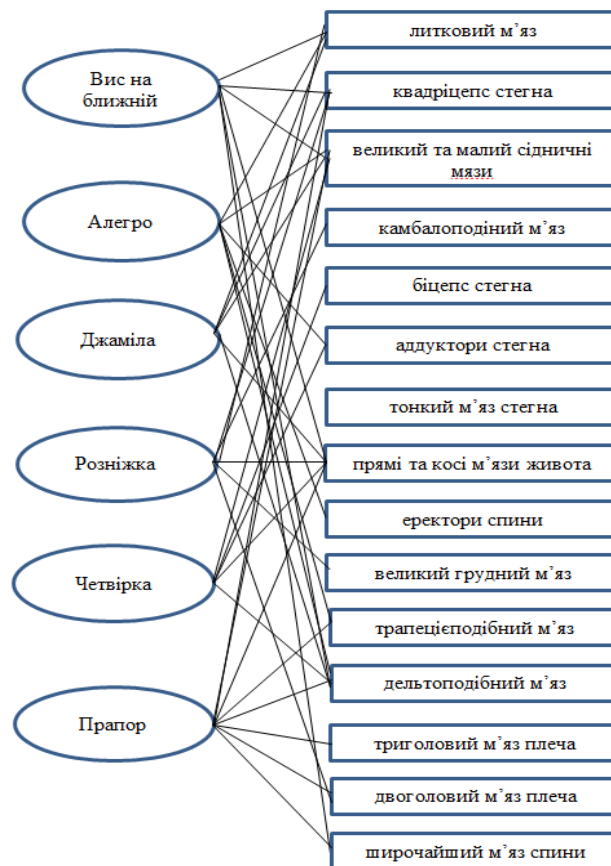 Вис на
ближній
Алегро
Джаміла
Розніжка
Четвірка
Прапор
литковий м’яз
квадріцепс стегна
великий та малий сідничні
мязи
камбалоподіний м’яз
біцепс стегна
аддуктори стегна
тонкий м’яз стегна
прямі та косі м’язи живота
еректори спини
великий грудний м’яз
трапецієподібний м’яз
дельтоподібний м’яз
триголовий м’яз плеча
двоголовий м’яз плеча
широчайший м’яз спини